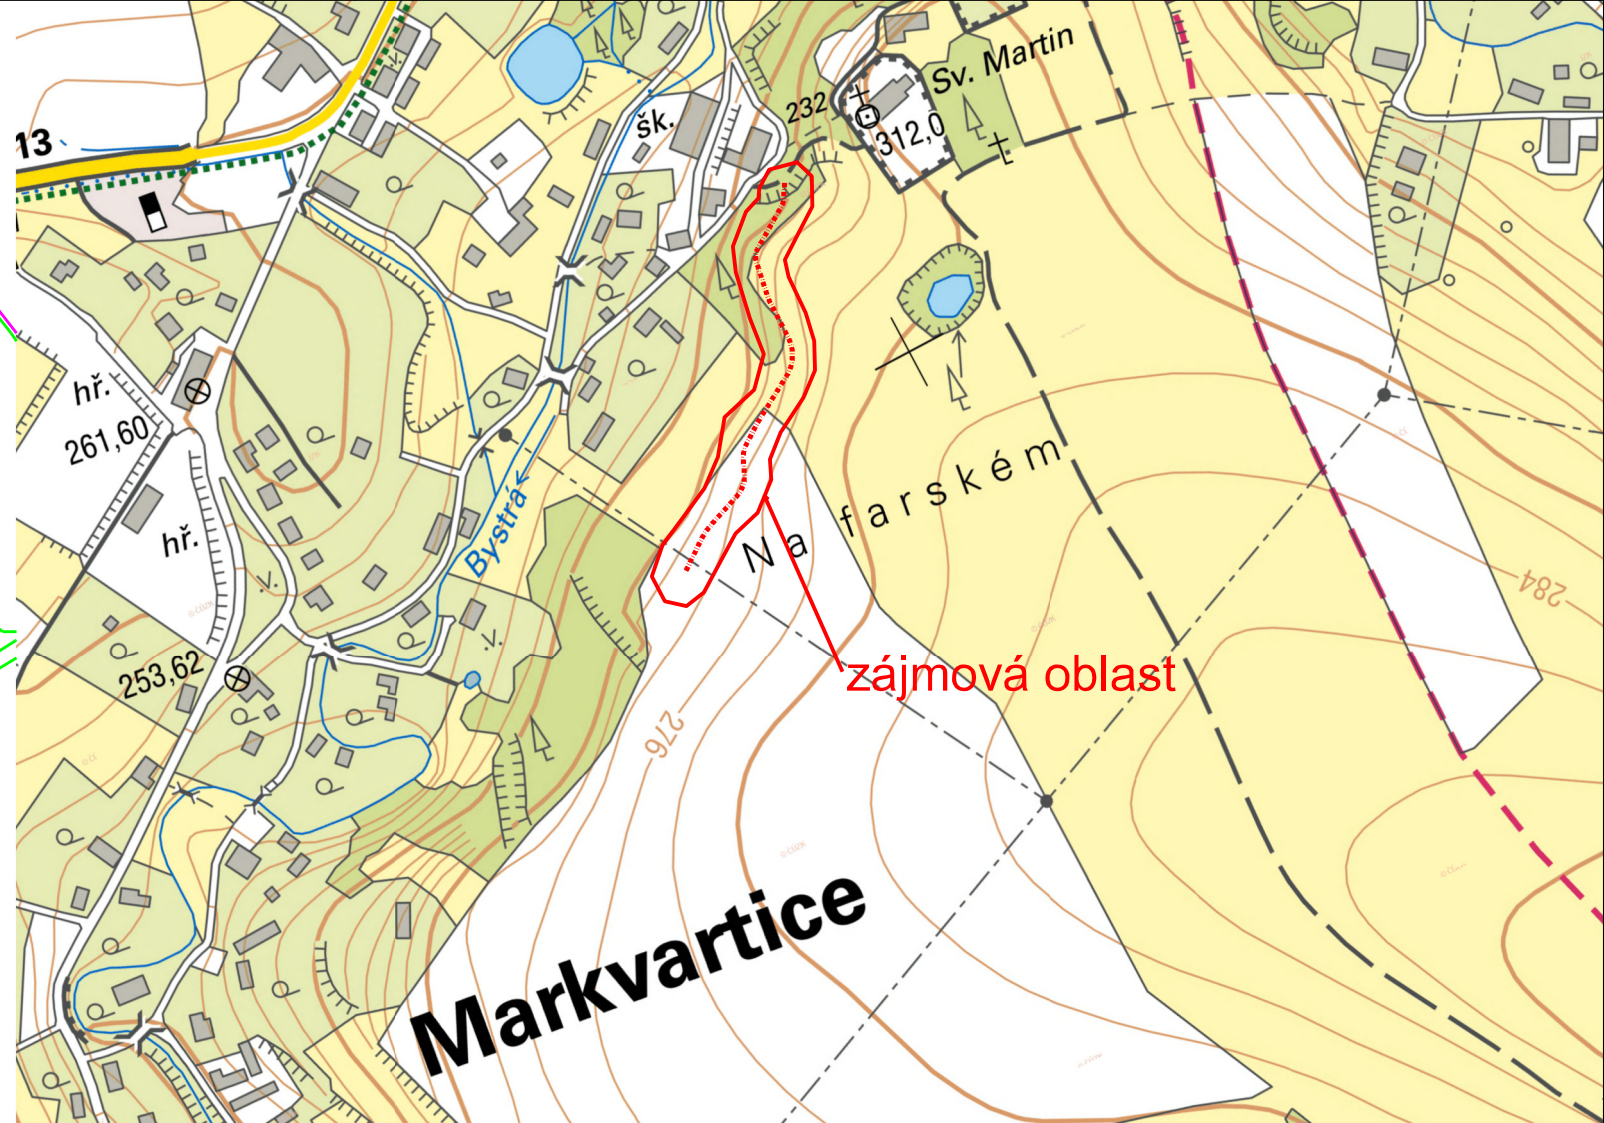 Sv. Martin
232
šk.
312,0
13
hř.
261,60
Bystrá
hř.
Na farském
284
253,62
zájmová oblast
276
Markvartice
© ČÚZK